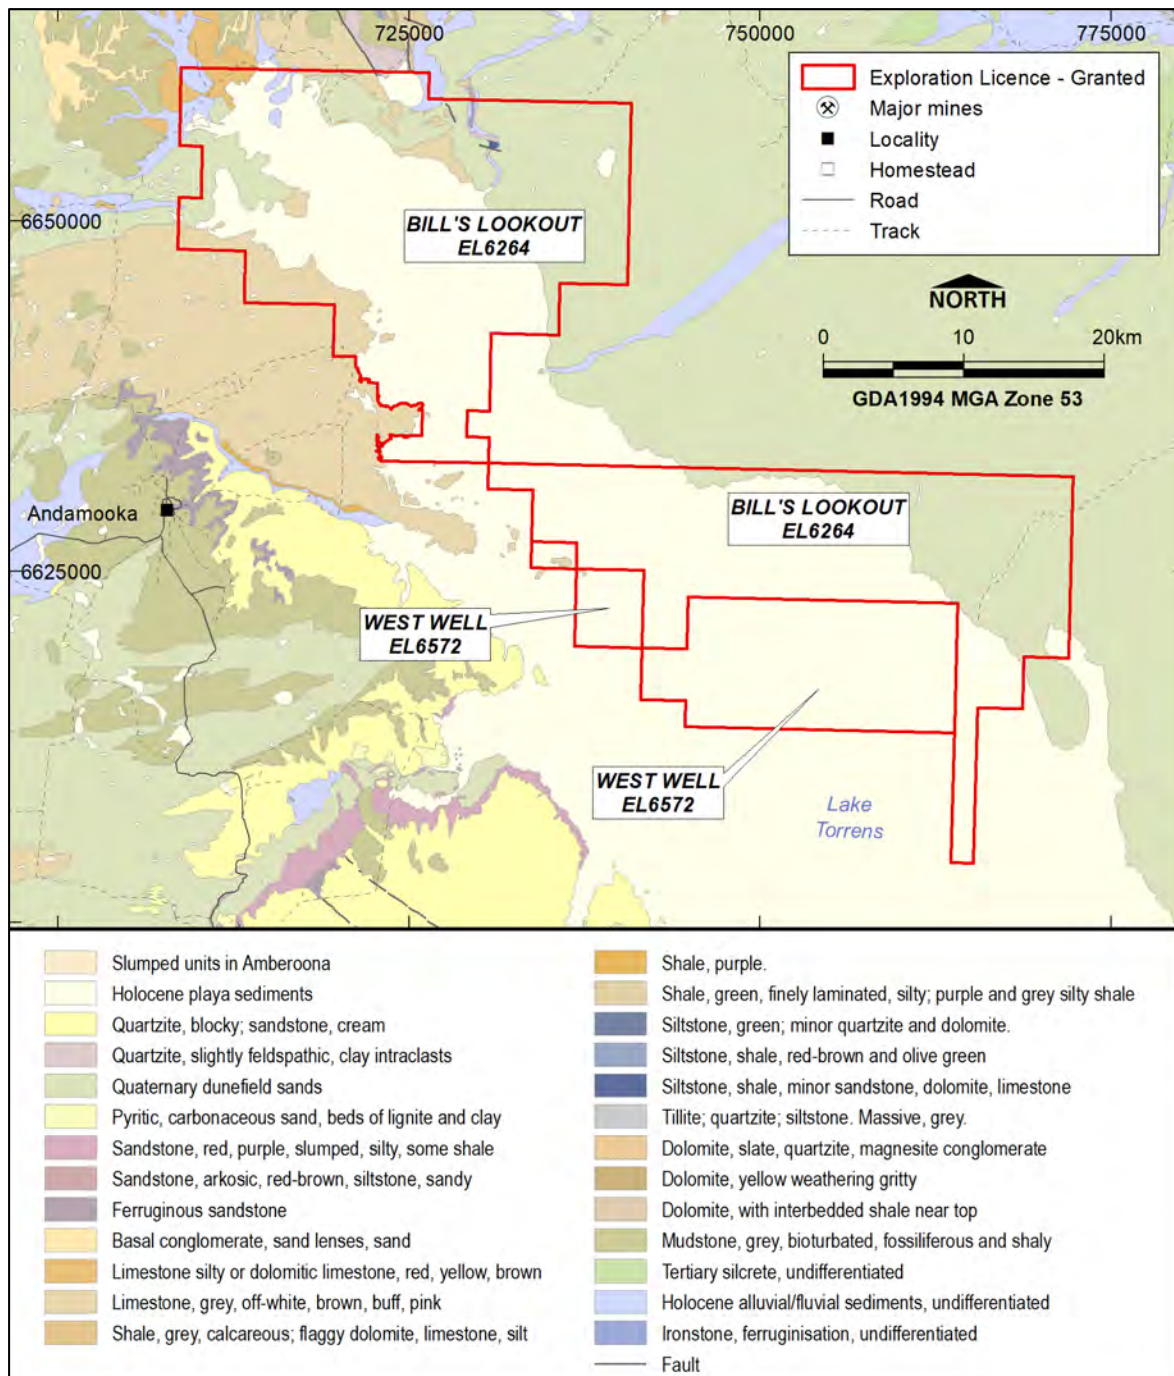 725000
750000
775000
Exploration Licence - Granted
Major mines
Locality
Homestead
Road
Track
6650000
BILL'S LOOKOUT
EL6264
NORTH
0 10 20km
GDA1994 MGA Zone 53
Andamooka
BILL'S LOOKOUT
EL6264
6625000
WEST WELL
EL6572
WEST WELL
EL6572
Lake
Torrens
Slumped units in Amberoona
Holocene playa sediments
Quartzite, blocky; sandstone, cream
Quartzite, slightly feldspathic, clay intraclasts
Quaternary dunefield sands
Pyritic, carbonaceous sand, beds of lignite and clay
Sandstone, red, purple, slumped, silty, some shale
Sandstone, arkosic, red-brown, siltstone, sandy
Ferruginous sandstone
Basal conglomerate, sand lenses, sand
Limestone silty or dolomitic limestone, red, yellow, brown
Limestone, grey, off-white, brown, buff, pink
Shale, grey, calcareous; flaggy dolomite, limestone, silt
Shale, purple.
Shale, green, finely laminated, silty; purple and grey silty shale
Siltstone, green; minor quartzite and dolomite.
Siltstone, shale, red-brown and olive green
Siltstone, shale, minor sandstone, dolomite, limestone
Tillite; quartzite; siltstone. Massive, grey.
Dolomite, slate, quartzite, magnesite conglomerate
Dolomite, yellow weathering gritty
Dolomite, with interbedded shale near top
Mudstone, grey, bioturbated, fossiliferous and shaly
Tertiary silcrete, undifferentiated
Holocene alluvial/fluvial sediments, undifferentiated
Ironstone, ferruginisation, undifferentiated
Fault